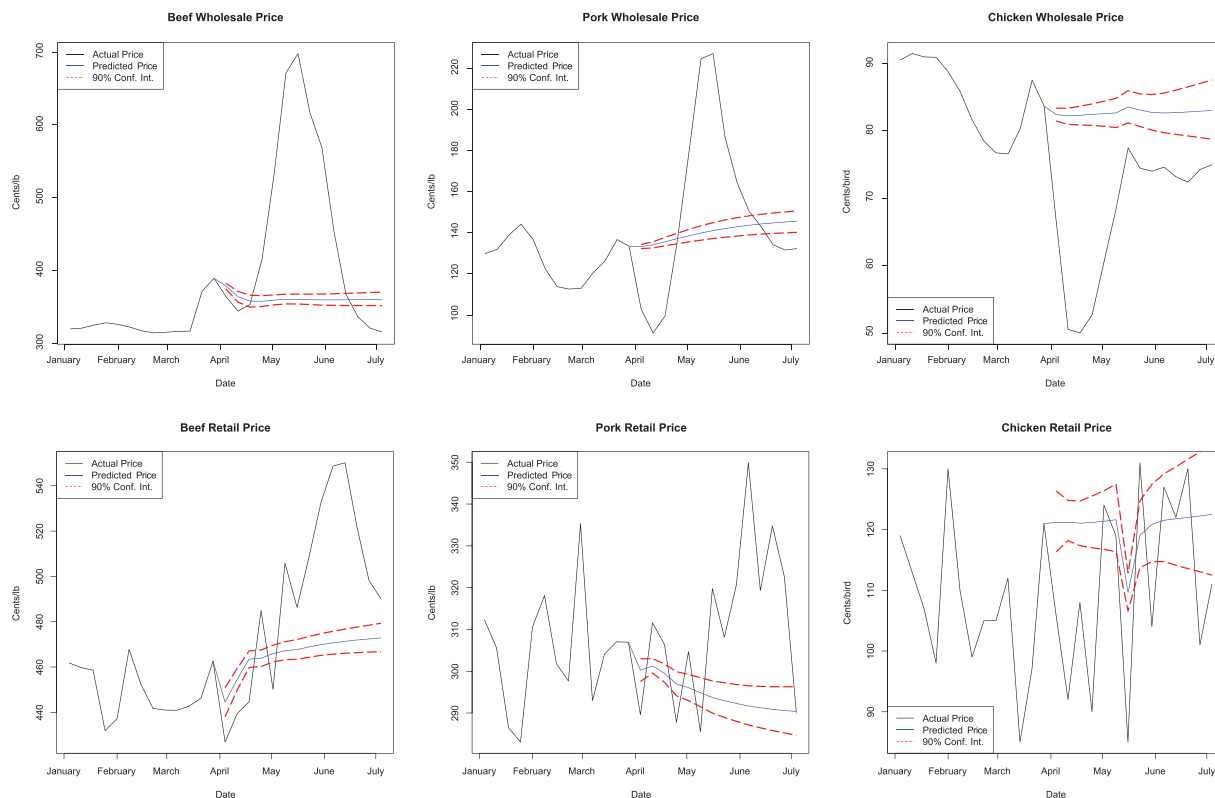 Beef Wholesale Price
Actual Price
Predicted Price
90% Conf. Int.
Cents/lb
700
600
500
400
300
January February March April May June July
Date
Pork Wholesale Price
Actual Price
Predicted Price
90% Conf. Int.
Cents/lb
220
200
180
160
140
120
100
January February March April May June July
Date
Chicken Wholesale Price
Cents/bird
90
80
70
60
50
Actual Price
Predicted Price
90% Conf. Int.
January February March April May June July
Date
Beef Retail Price
Actual Price
Predicted Price
90% Conf. Int.
Cents/lb
540
520
500
480
460
440
January February March April May June July
Date
Pork Retail Price
Actual Price
Predicted Price
90% Conf. Int.
Cents/lb
350
340
330
320
310
300
290
January February March April May June July
Date
Chicken Retail Price
Cents/bird
130
120
110
100
90
Actual Price
Predicted Price
90% Conf. Int.
January February March April May June July
Date